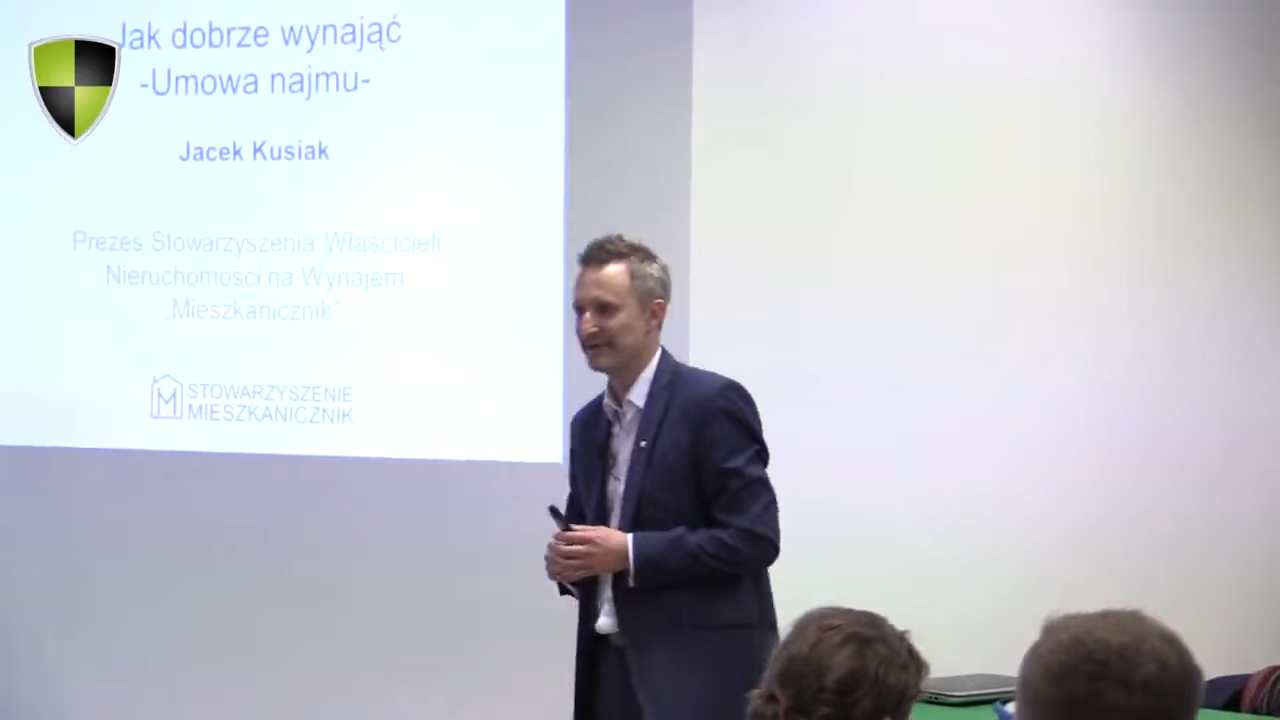 Jak dobrze wynająć
-Umowa najmu-
Jacek Kusiak
Prezes Stowarzyszenia Właścicieli
Nieruchomości na Wynajem
„Mieszkanicznik”
M STOWARZYSZENIE
MIESZKANICZNIK